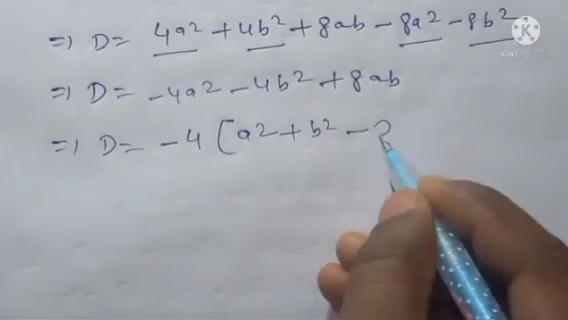 =) D= 4a² + 4b² + 8ab - 8a² - 8b²
=) D= -4a² - 4b² + 8ab
=) D= -4 [a² + b² - 2